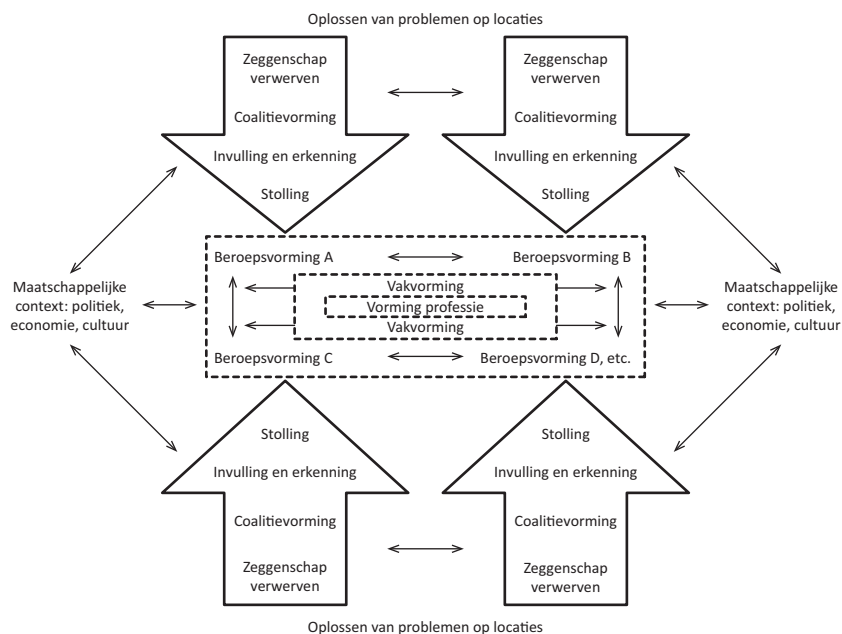 Oplossen van problemen op locaties
Zeggenschap
verwerven
Coalitievorming
Invulling en erkenning
Stolling
Zeggenschap
verwerven
Coalitievorming
Invulling en erkenning
Stolling
Maatschappelijke
context: politiek,
economie, cultuur
Beroepsvorming A
Beroepsvorming B
Vakvorming
Vorming professie
Vakvorming
Beroepsvorming C
Beroepsvorming D, etc.
Maatschappelijke
context: politiek,
economie, cultuur
Stolling
Invulling en erkenning
Coalitievorming
Zeggenschap
verwerven
Stolling
Invulling en erkenning
Coalitievorming
Zeggenschap
verwerven
Oplossen van problemen op locaties